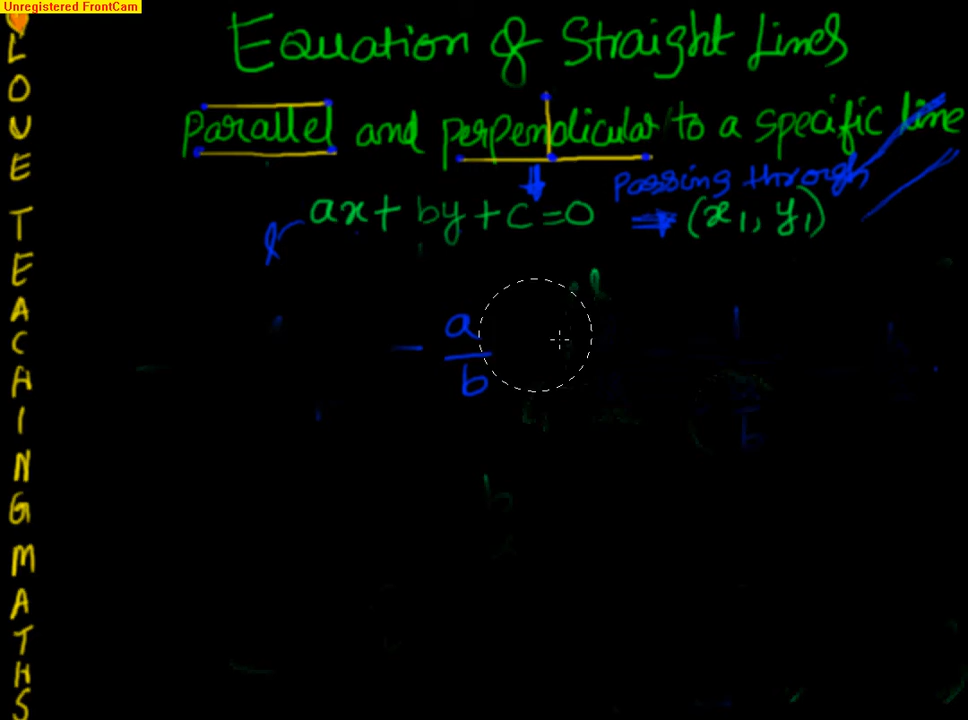 Unregistered FrontCam
I LOVE TEACHING MATHS
Equation of Straight Lines
Parallel and perpendicular to a specific line
Passing through
ax + by + c = 0 ⇒ (x₁, y₁)
- a/b